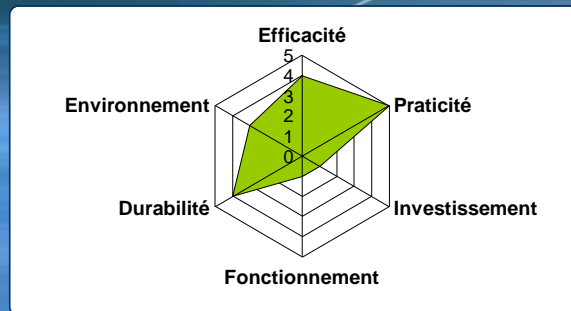 Efficacité
5
4
3
2
1
0
Environnement
Praticité
Durabilité
Investissement
Fonctionnement